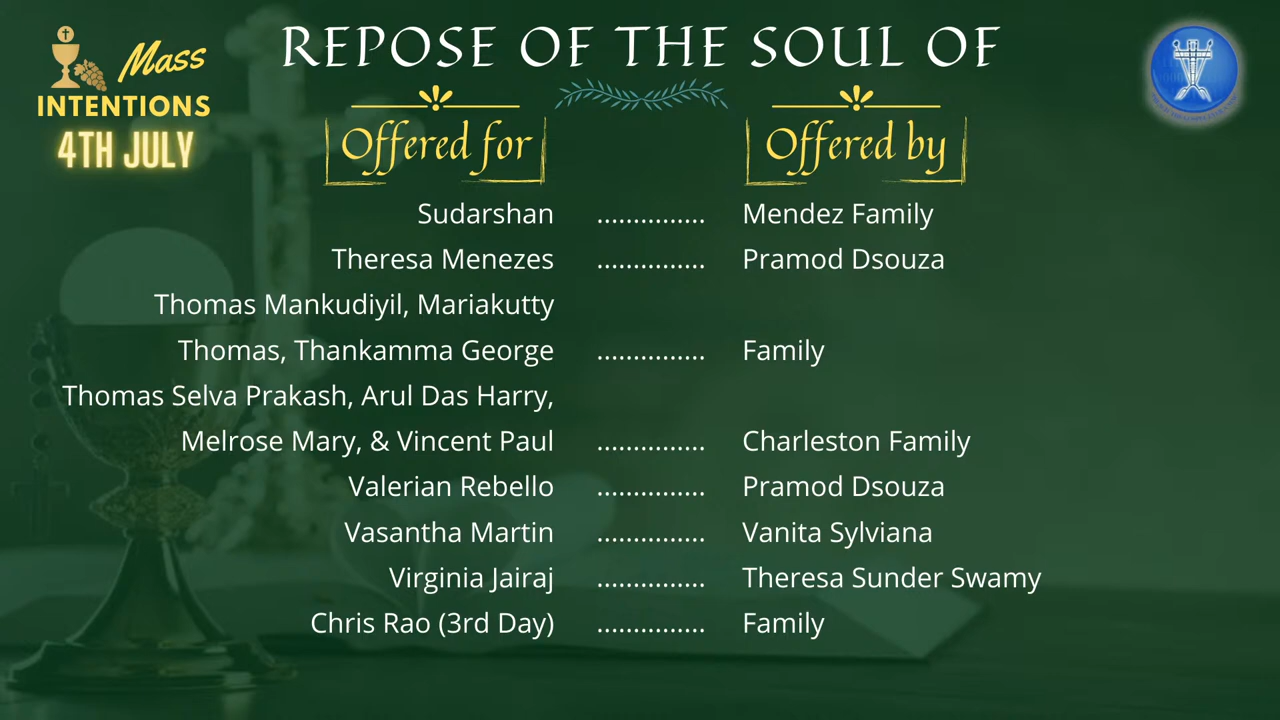 REPOSE OF THE SOUL OF
Mass
INTENTIONS
4TH JULY
Offered for
Offered by
Sudarshan ............... Mendez Family
Theresa Menezes ............... Pramod Dsouza
Thomas Mankudiyil, Mariakutty
Thomas, Thankamma George ............... Family
Thomas Selva Prakash, Arul Das Harry,
Melrose Mary, & Vincent Paul ............... Charleston Family
Valerian Rebello ............... Pramod Dsouza
Vasantha Martin ............... Vanita Sylviana
Virginia Jairaj ............... Theresa Sunder Swamy
Chris Rao (3rd Day) ............... Family